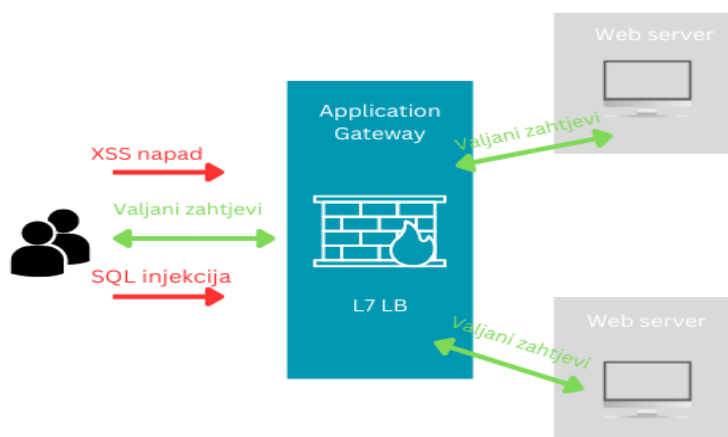 Web server
Application
Gateway
Valjani zahtjevi
XSS napad
Valjani zahtjevi
SQL injekcija
L7 LB
Web server
Valjani zahtjevi